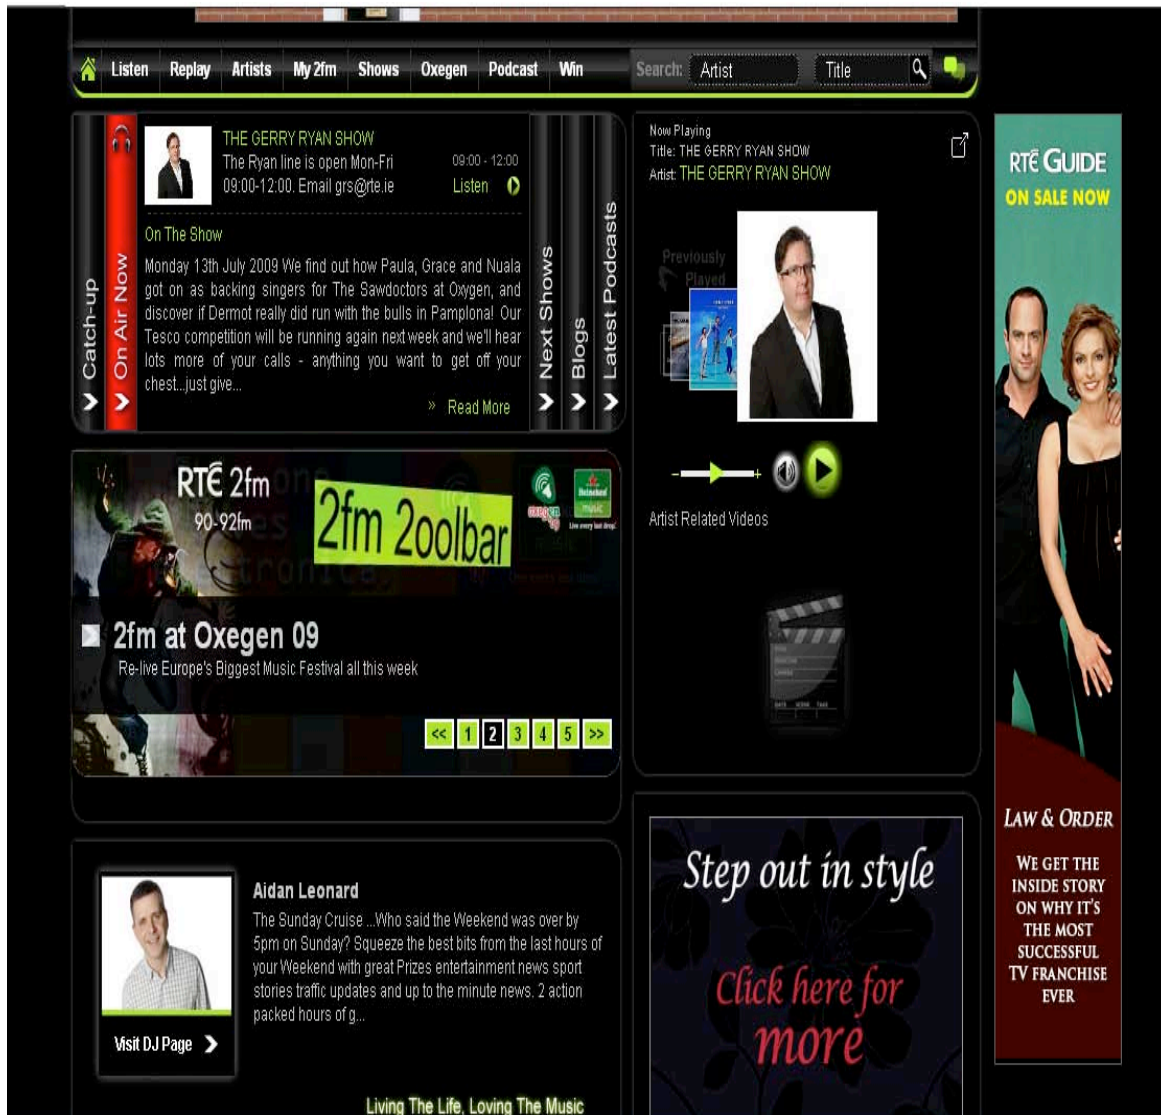 Listen Replay Artists My 2fm Shows Oxegen Podcast Win Search: Artist Title
Catch-up
On Air Now
THE GERRY RYAN SHOW
The Ryan line is open Mon-Fri
09:00-12:00. Email grs@rte.ie
09:00 - 12:00
Listen
On The Show
Monday 13th July 2009 We find out how Paula, Grace and Nuala
got on as backing singers for The Sawdoctors at Oxygen, and
discover if Dermot really did run with the bulls in Pamplona! Our
Tesco competition will be running again next week and we'll hear
lots more of your calls - anything you want to get off your
chest...just give...
» Read More
Next Shows
Blogs
Latest Podcasts
Now Playing
Title: THE GERRY RYAN SHOW
Artist: THE GERRY RYAN SHOW
Previously
Played
- +
Artist Related Videos
RTÉ GUIDE
ON SALE NOW
LAW & ORDER
WE GET THE
INSIDE STORY
ON WHY IT'S
THE MOST
SUCCESSFUL
TV FRANCHISE
EVER
RTÉ 2fm
90-92fm
2fm 2oolbar
oxegen
Heineken
music
Live every last drop
2fm at Oxegen 09
Re-live Europe's Biggest Music Festival all this week
<< 1 2 3 4 5 >>
Aidan Leonard
The Sunday Cruise ...Who said the Weekend was over by
5pm on Sunday? Squeeze the best bits from the last hours of
your Weekend with great Prizes entertainment news sport
stories traffic updates and up to the minute news. 2 action
packed hours of g...
Visit DJ Page
Living The Life, Loving The Music
Step out in style
Click here for
more